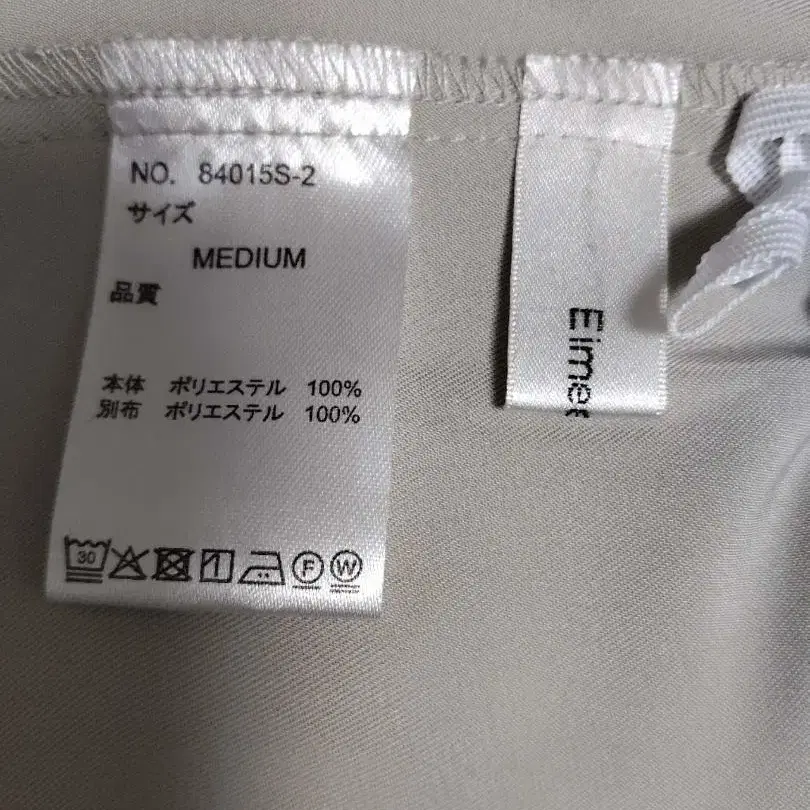 NO. 84015S-2
サイズ
MEDIUM
品質
本体 ポリエステル 100%
別布 ポリエステル 100%
30
F
W
Eime